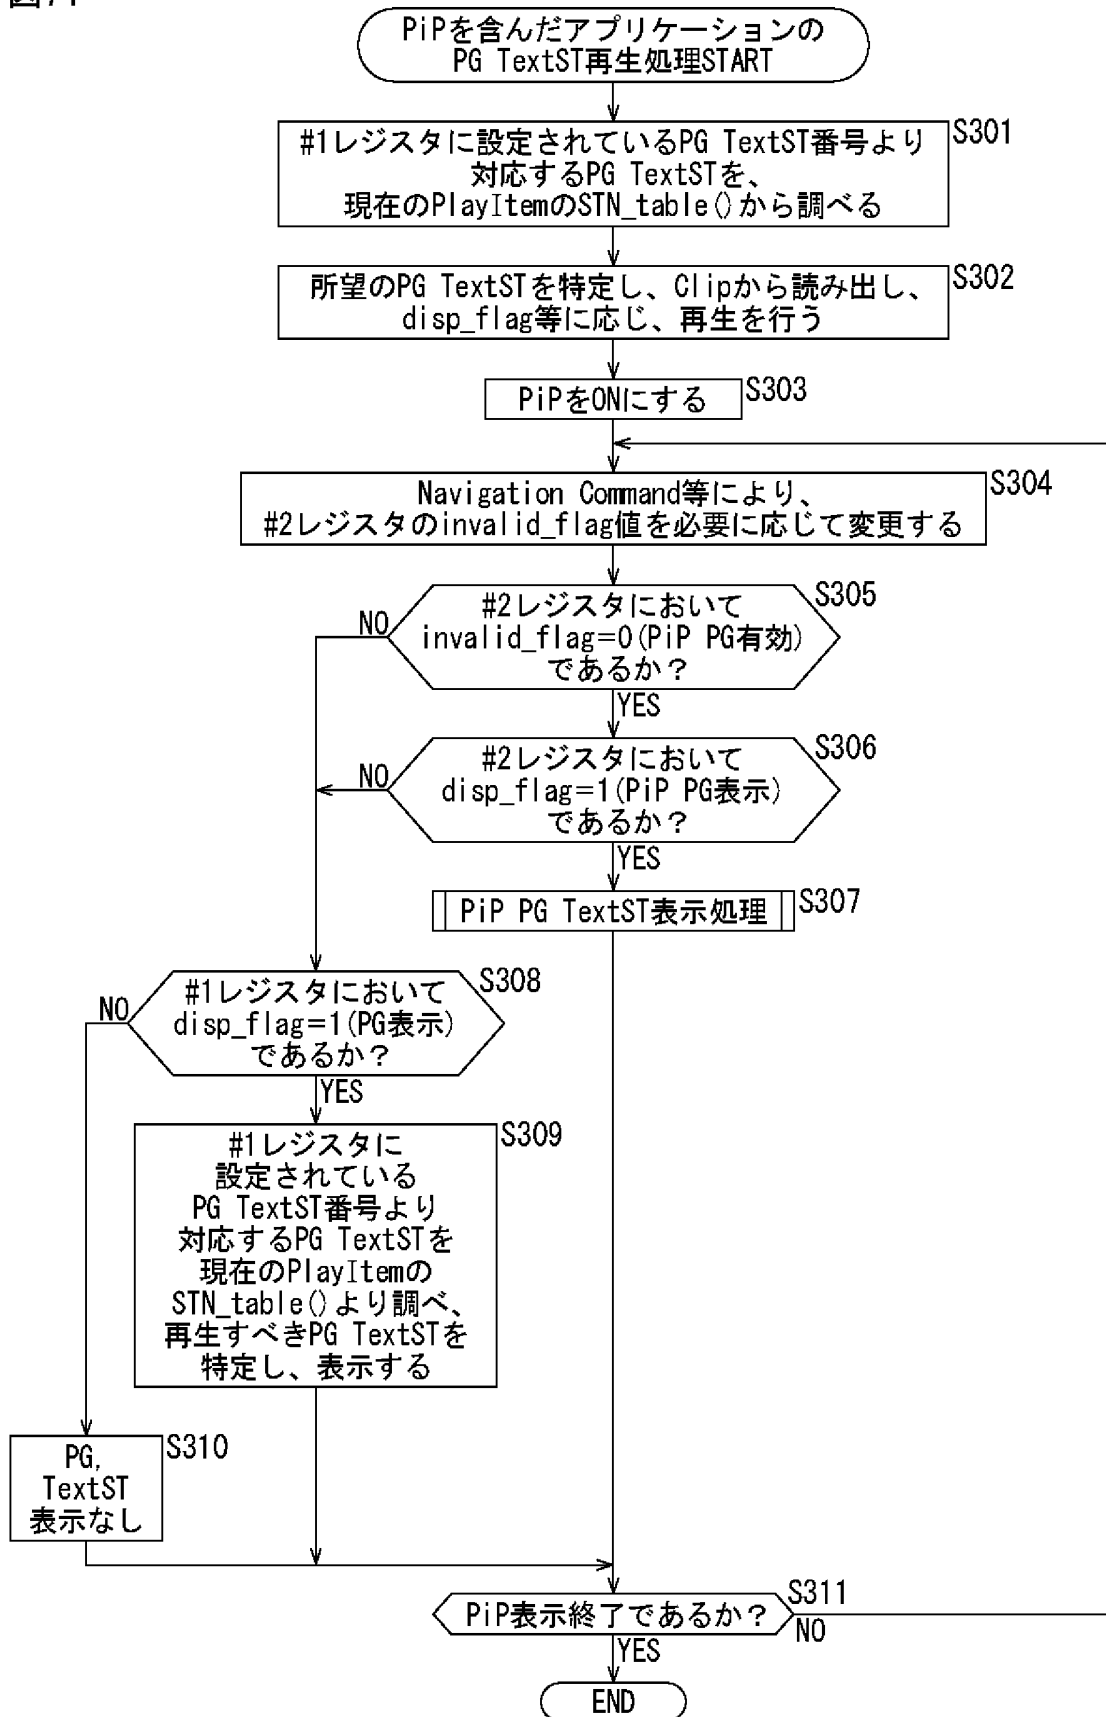 PiPを含んだアプリケーションの
PG TextST再生処理START
S301
#1レジスタに設定されているPG TextST番号より
対応するPG TextSTを、
現在のPlayItemのSTN_table()から調べる
S302
所望のPG TextSTを特定し、Clipから読み出し、
disp_flag等に応じ、再生を行う
S303
PiPをONにする
S304
Navigation Command等により、
#2レジスタのinvalid_flag値を必要に応じて変更する
S305
#2レジスタにおいて
invalid_flag=0(PiP PG有効)
であるか？
NO
YES
S306
#2レジスタにおいて
disp_flag=1(PiP PG表示)
であるか？
NO
YES
S307
PiP PG TextST表示処理
S308
#1レジスタにおいて
disp_flag=1(PG表示)
であるか？
NO
YES
S309
#1レジスタに
設定されている
PG TextST番号より
対応するPG TextSTを
現在のPlayItemの
STN_table()より調べ、
再生すべきPG TextSTを
特定し、表示する
S310
PG,
TextST
表示なし
S311
PiP表示終了であるか？
NO
YES
END